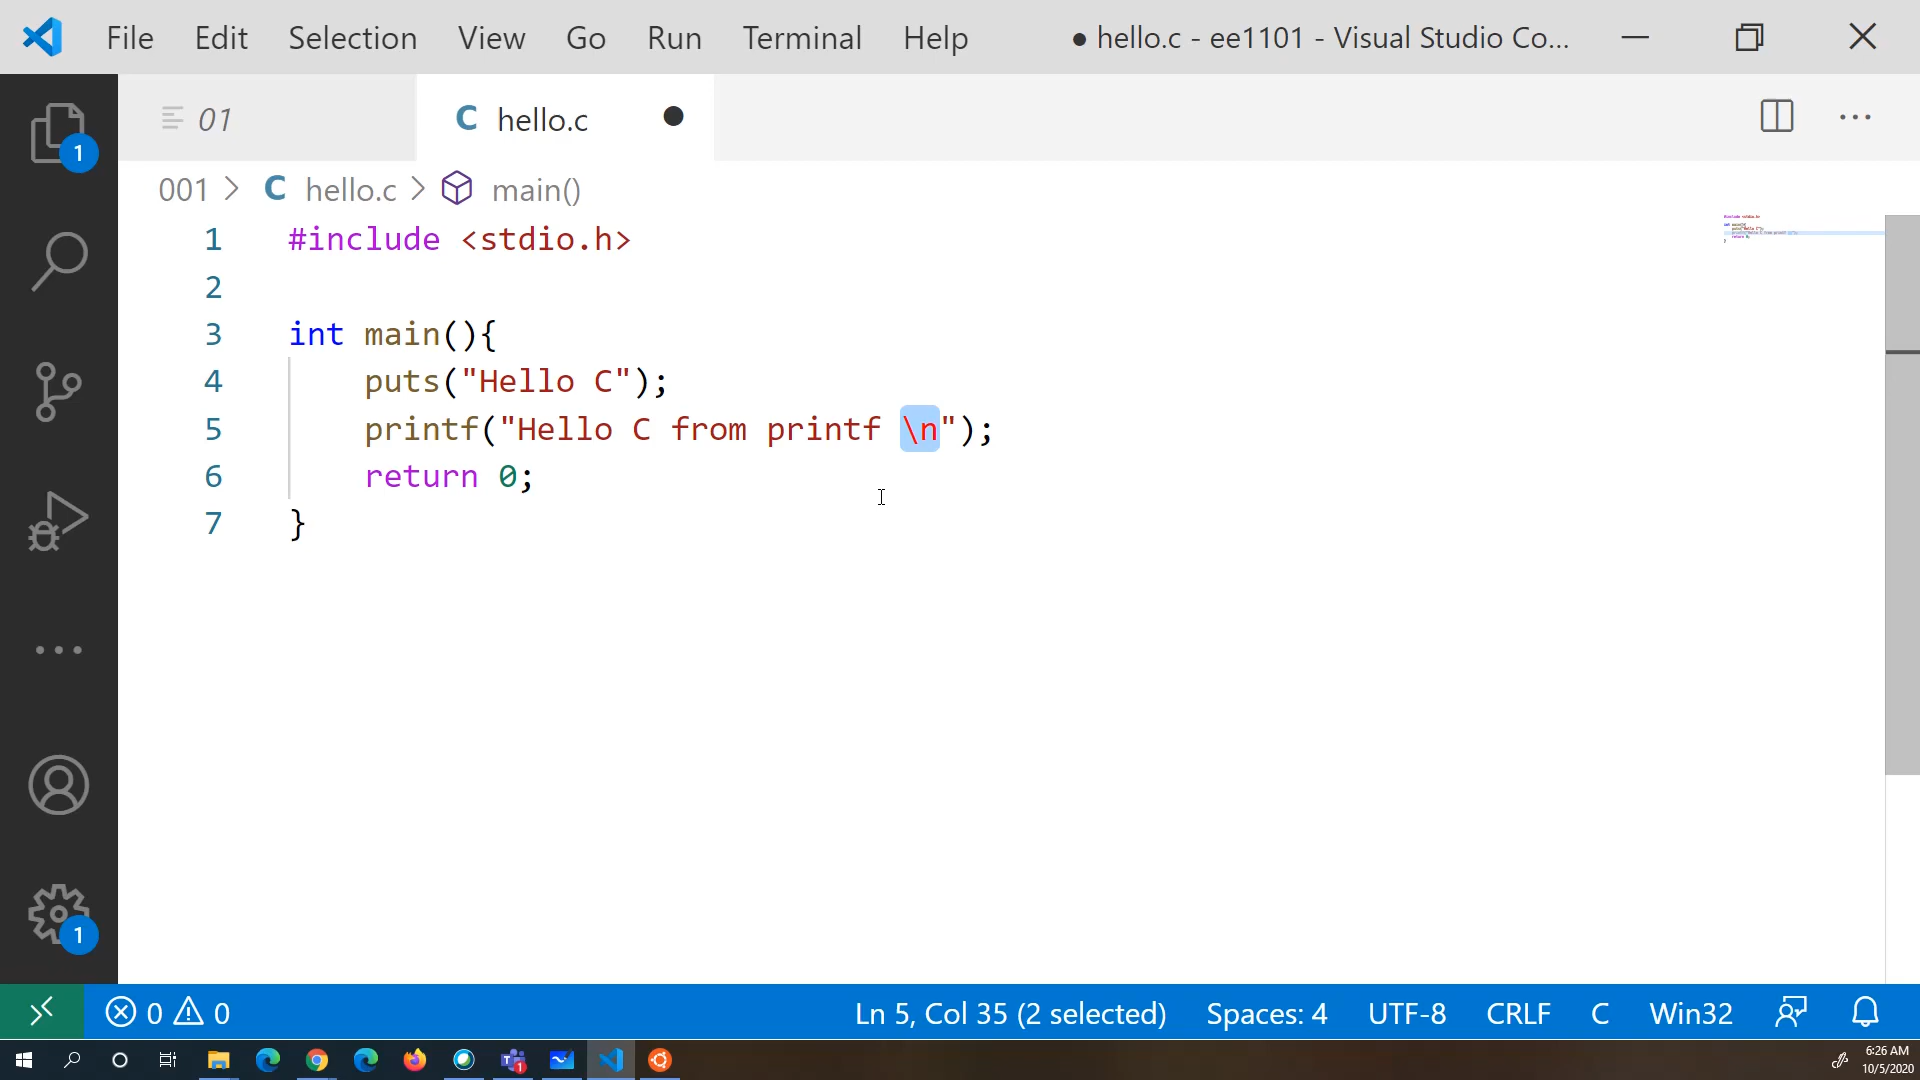 File Edit Selection View Go Run Terminal Help ● hello.c - ee1101 - Visual Studio Co...
01 C hello.c ●
1
001 > C hello.c > main()
1 #include <stdio.h>
2
3 int main(){
4 puts("Hello C");
5 printf("Hello C from printf \n");
6 return 0;
7 }
1
0 0 Ln 5, Col 35 (2 selected) Spaces: 4 UTF-8 CRLF C Win32
6:26 AM
10/5/2020